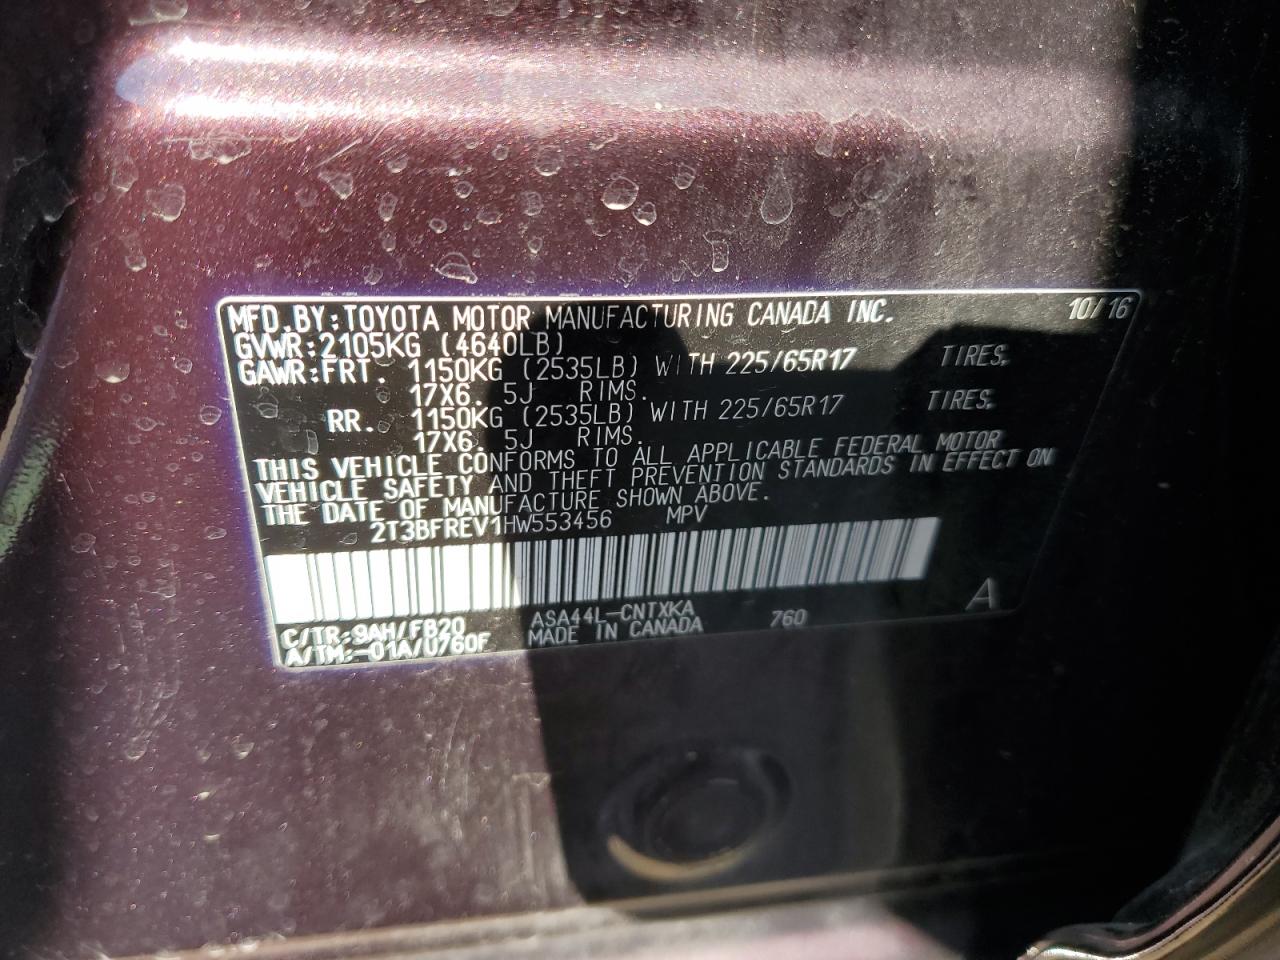 MFD.BY:TOYOTA MOTOR MANUFACTURING CANADA INC. 10/16
GVWR:2105KG (4640LB)
GAWR:FRT. 1150KG (2535LB) WITH 225/65R17 TIRES.
17X6. 5J RIMS.
RR. 1150KG (2535LB) WITH 225/65R17 TIRES.
17X6. 5J RIMS.
THIS VEHICLE CONFORMS TO ALL APPLICABLE FEDERAL MOTOR
VEHICLE SAFETY AND THEFT PREVENTION STANDARDS IN EFFECT ON
THE DATE OF MANUFACTURE SHOWN ABOVE.
2T3BFREV1HW553456 MPV
C/TR:9AH/FB20 ASA44L-CNTXKA 760 A
A/TM:-01A/U760F MADE IN CANADA